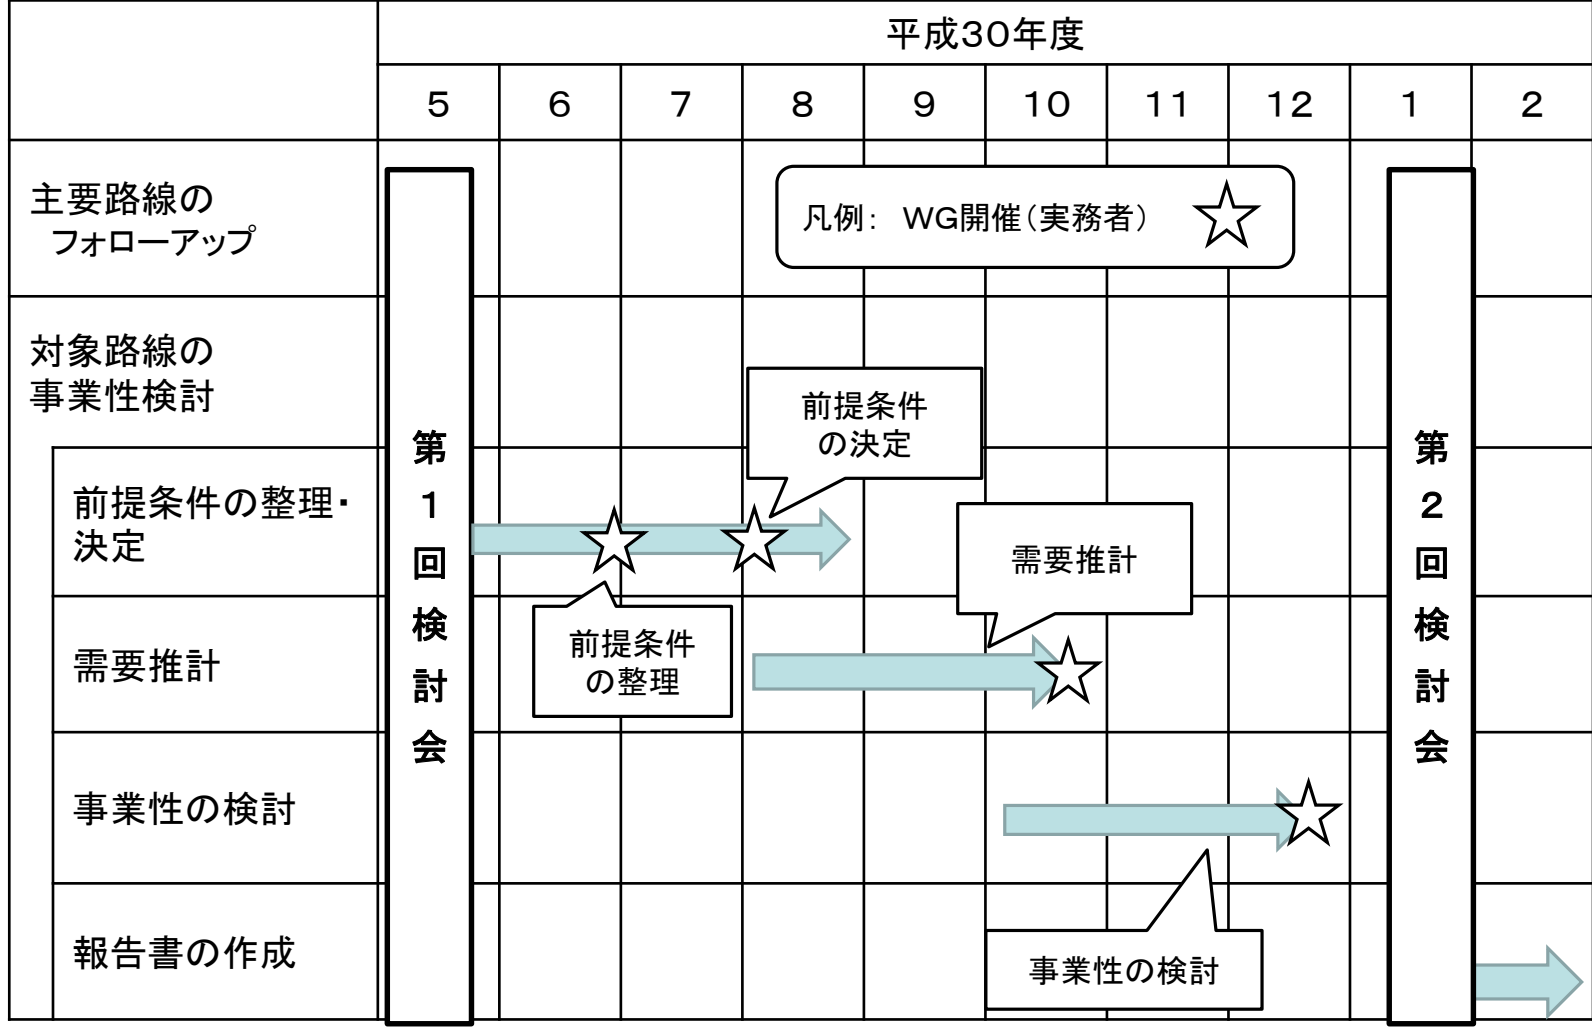 平成３０年度
５ ６ ７ ８ ９ １０ １１ １２ １ ２
主要路線の
フォローアップ
凡例： ＷＧ開催（実務者）
対象路線の
事業性検討
前提条件
の決定
第１回検討会
第２回検討会
前提条件の整理・
決定
需要推計
前提条件
の整理
需要推計
事業性の検討
事業性の検討
報告書の作成